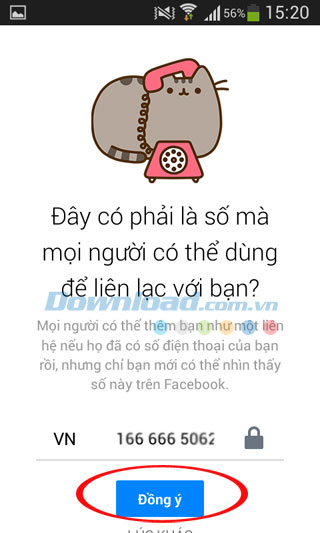 56% 15:20
Đây có phải là số mà
mọi người có thể dùng
để liên lạc với bạn?
Download.com.vn
Mọi người có thể thêm bạn như một liên
hệ nếu họ đã có số điện thoại của bạn
rồi, nhưng chỉ bạn mới có thể nhìn thấy
số này trên Facebook.
VN 166 666 5062
Đồng ý
LÚC KHÁC